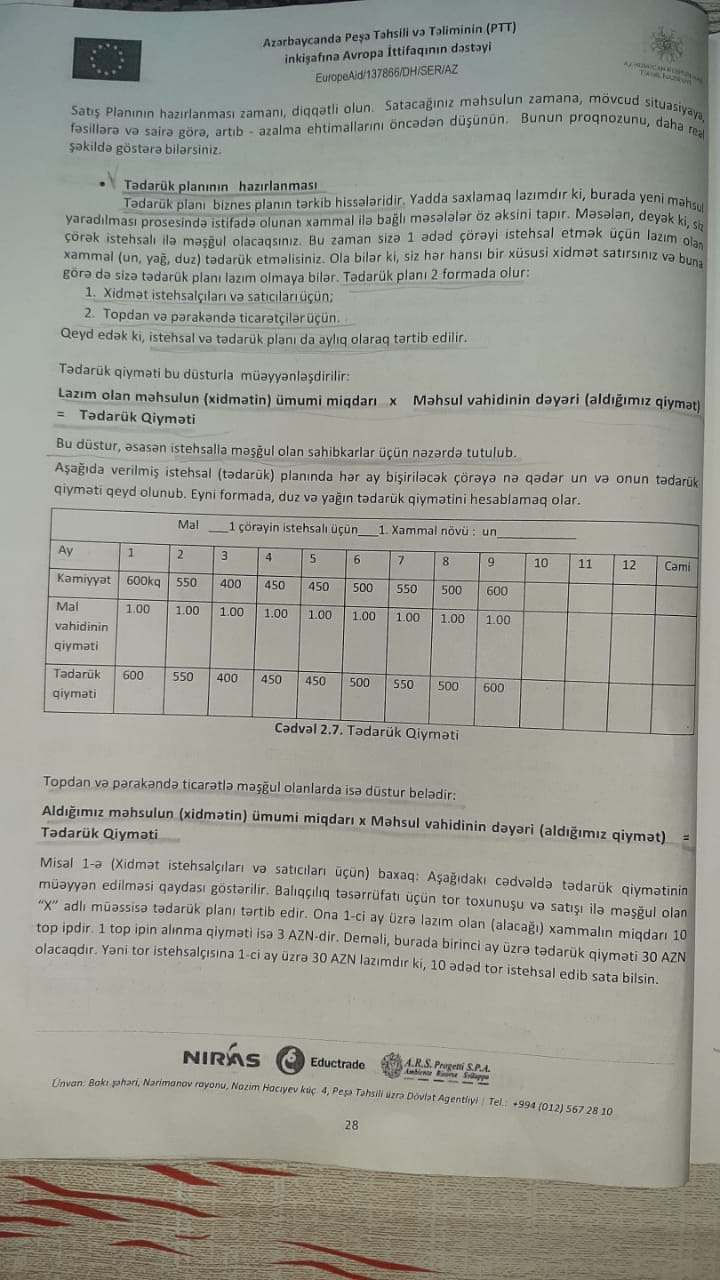 Azərbaycanda Peşə Təhsili və Təliminin (PTT)
inkişafına Avropa İttifaqının dəstəyi
EuropeAid/137866/DH/SER/AZ
Satış Planının hazırlanması zamanı, diqqətli olun. Satacağınız məhsulun zamana, mövcud situasiyaya,
fəsillərə və sairə görə, artıb - azalma ehtimallarını öncədən düşünün. Bunun proqnozunu, daha real
şəkildə göstərə bilərsiniz.
• Tədarük planının hazırlanması
Tədarük planı biznes planın tərkib hissələridir. Yadda saxlamaq lazımdır ki, burada yeni məhsul
yaradılması prosesində istifadə olunan xammal ilə bağlı məsələlər öz əksini tapır. Məsələn, deyək ki, siz
çörək istehsalı ilə məşğul olacaqsınız. Bu zaman sizə 1 ədəd çörəyi istehsal etmək üçün lazım olan
xammal (un, yağ, duz) tədarük etməlisiniz. Ola bilər ki, siz hər hansı bir xüsusi xidmət satırsınız və buna
görə də sizə tədarük planı lazım olmaya bilər. Tədarük planı 2 formada olur:
1. Xidmət istehsalçıları və satıcıları üçün;
2. Topdan və pərakəndə ticarətçilər üçün.
Qeyd edək ki, istehsal və tədarük planı da aylıq olaraq tərtib edilir.
Tədarük qiyməti bu düsturla müəyyənləşdirilir:
Lazım olan məhsulun (xidmətin) ümumi miqdarı x Məhsul vahidinin dəyəri (aldığımız qiymət)
= Tədarük Qiyməti
Bu düstur, əsasən istehsalla məşğul olan sahibkarlar üçün nəzərdə tutulub.
Aşağıda verilmiş istehsal (tədarük) planında hər ay bişiriləcək çörəyə nə qədər un və onun tədarük
qiyməti qeyd olunub. Eyni formada, duz və yağın tədarük qiymətini hesablamaq olar.
Mal ___1 çörəyin istehsalı üçün___1. Xammal növü : un____________
Ay 1 2 3 4 5 6 7 8 9 10 11 12 Cəmi
Kəmiyyət 600kq 550 400 450 450 500 550 500 600
Mal vahidinin qiyməti 1.00 1.00 1.00 1.00 1.00 1.00 1.00 1.00 1.00
Tədarük qiyməti 600 550 400 450 450 500 550 500 600
Cədvəl 2.7. Tədarük Qiyməti
Topdan və pərakəndə ticarətlə məşğul olanlarda isə düstur belədir:
Aldığımız məhsulun (xidmətin) ümumi miqdarı x Məhsul vahidinin dəyəri (aldığımız qiymət) =
Tədarük Qiyməti
Misal 1-ə (Xidmət istehsalçıları və satıcıları üçün) baxaq: Aşağıdakı cədvəldə tədarük qiymətinin
müəyyən edilməsi qaydası göstərilir. Balıqçılıq təsərrüfatı üçün tor toxunuşu və satışı ilə məşğul olan
"X" adlı müəssisə tədarük planı tərtib edir. Ona 1-ci ay üzrə lazım olan (alacağı) xammalın miqdarı 10
top ipdir. 1 top ipin alınma qiyməti isə 3 AZN-dir. Deməli, burada birinci ay üzrə tədarük qiyməti 30 AZN
olacaqdır. Yəni tor istehsalçısına 1-ci ay üzrə 30 AZN lazımdır ki, 10 ədəd tor istehsal edib sata bilsin.
NIRAS Eductrade A.R.S. Progetti S.P.A.
Ambiente Risorse Sviluppo
Ünvan: Bakı şəhəri, Nərimanov rayonu, Nazim Hacıyev küç. 4, Peşə Təhsili üzrə Dövlət Agentliyi | Tel.: +994 (012) 567 28 10
28